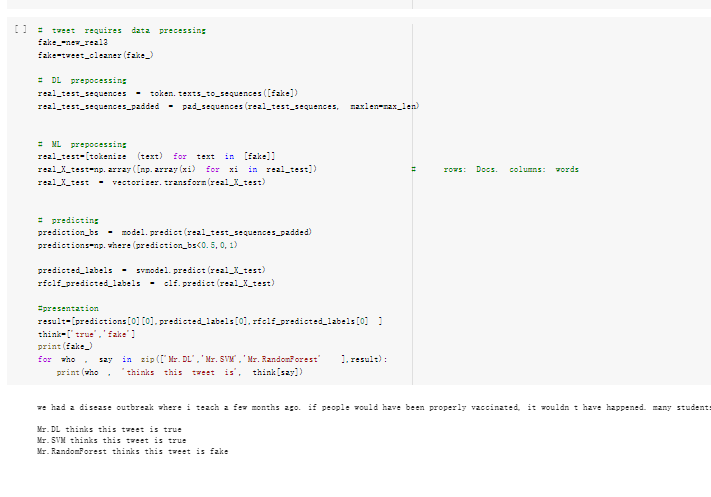 [ ] # tweet requires data precessing
fake_=new_real3
fake=tweet_cleaner(fake_)
# DL prepocessing
real_test_sequences = token.texts_to_sequences([fake])
real_test_sequences_padded = pad_sequences(real_test_sequences, maxlen=max_len)
# ML prepocessing
real_test=[tokenize (text) for text in [fake]]
real_X_test=np.array([np.array(xi) for xi in real_test]) # rows: Docs. columns: words
real_X_test = vectorizer.transform(real_X_test)
# predicting
prediction_bs = model.predict(real_test_sequences_padded)
predictions=np.where(prediction_bs<0.5,0,1)
predicted_labels = svmodel.predict(real_X_test)
rfclf_predicted_labels = clf.predict(real_X_test)
#presentation
result=[predictions[0][0],predicted_labels[0],rfclf_predicted_labels[0] ]
think=['true','fake']
print(fake_)
for who , say in zip(['Mr.DL','Mr.SVM','Mr.RandomForest' ],result):
print(who , 'thinks this tweet is', think[say])
we had a disease outbreak where i teach a few months ago. if people would have been properly vaccinated, it wouldn t have happened. many students
Mr.DL thinks this tweet is true
Mr.SVM thinks this tweet is true
Mr.RandomForest thinks this tweet is fake